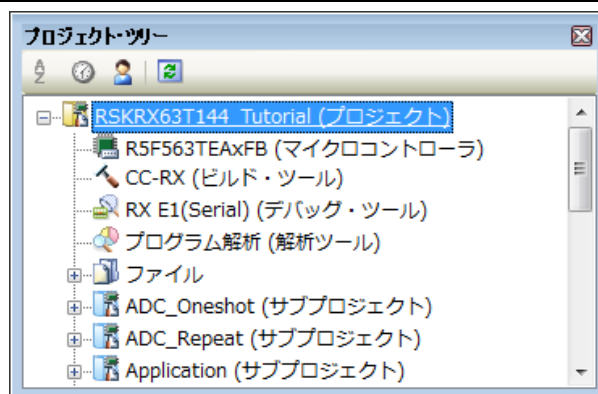 プロジェクト・ツリー
RSKRX63T144_Tutorial (プロジェクト)
R5F563TEAxFB (マイクロコントローラ)
CC-RX (ビルド・ツール)
RX E1(Serial) (デバッグ・ツール)
プログラム解析 (解析ツール)
ファイル
ADC_Oneshot (サブプロジェクト)
ADC_Repeat (サブプロジェクト)
Application (サブプロジェクト)